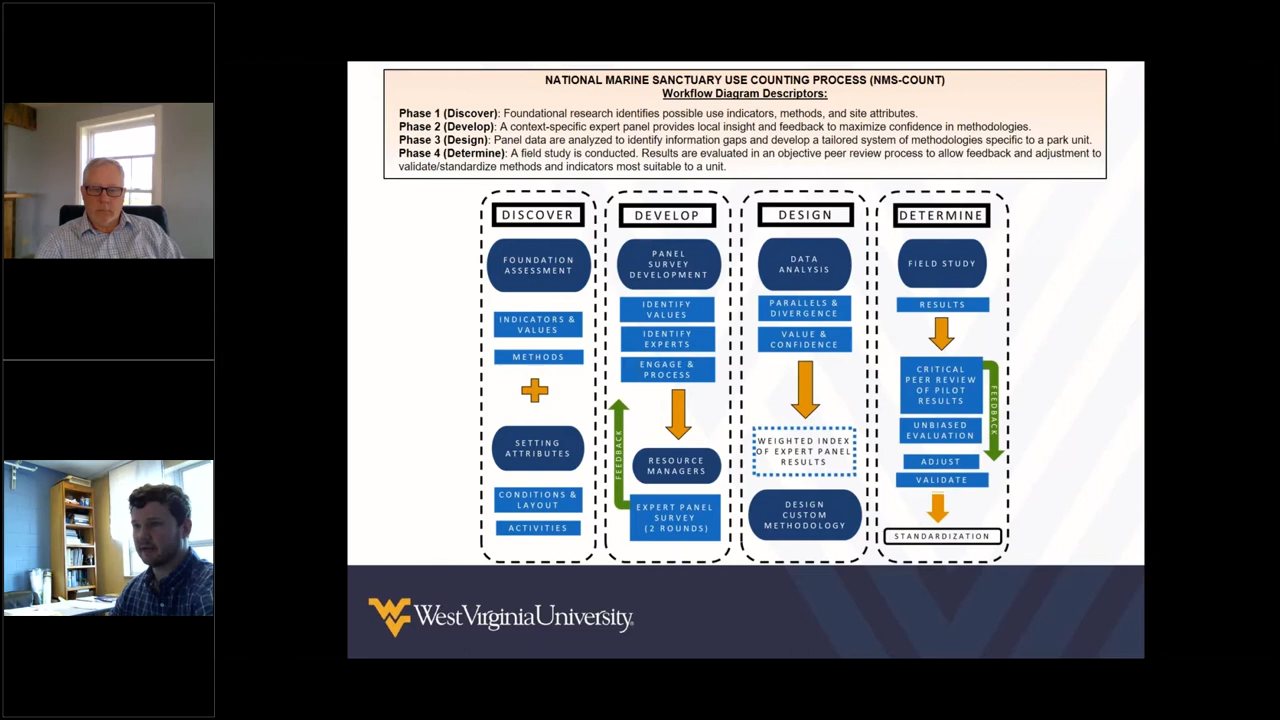 NATIONAL MARINE SANCTUARY USE COUNTING PROCESS (NMS-COUNT)
Workflow Diagram Descriptors:
Phase 1 (Discover): Foundational research identifies possible use indicators, methods, and site attributes.
Phase 2 (Develop): A context-specific expert panel provides local insight and feedback to maximize confidence in methodologies.
Phase 3 (Design): Panel data are analyzed to identify information gaps and develop a tailored system of methodologies specific to a park unit.
Phase 4 (Determine): A field study is conducted. Results are evaluated in an objective peer review process to allow feedback and adjustment to
validate/standardize methods and indicators most suitable to a unit.
DISCOVER
FOUNDATION
ASSESSMENT
INDICATORS &
VALUES
METHODS
SETTING
ATTRIBUTES
CONDITIONS &
LAYOUT
ACTIVITIES
DEVELOP
PANEL
SURVEY
DEVELOPMENT
IDENTIFY
VALUES
IDENTIFY
EXPERTS
ENGAGE &
PROCESS
FEEDBACK
RESOURCE
MANAGERS
EXPERT PANEL
SURVEY
(2 ROUNDS)
DESIGN
DATA
ANALYSIS
PARALLELS &
DIVERGENCE
VALUE &
CONFIDENCE
WEIGHTED INDEX
OF EXPERT PANEL
RESULTS
DESIGN
CUSTOM
METHODOLOGY
DETERMINE
FIELD STUDY
RESULTS
CRITICAL
PEER REVIEW
OF PILOT
RESULTS
FEEDBACK
UNBIASED
EVALUATION
ADJUST
VALIDATE
STANDARDIZATION
West Virginia University.